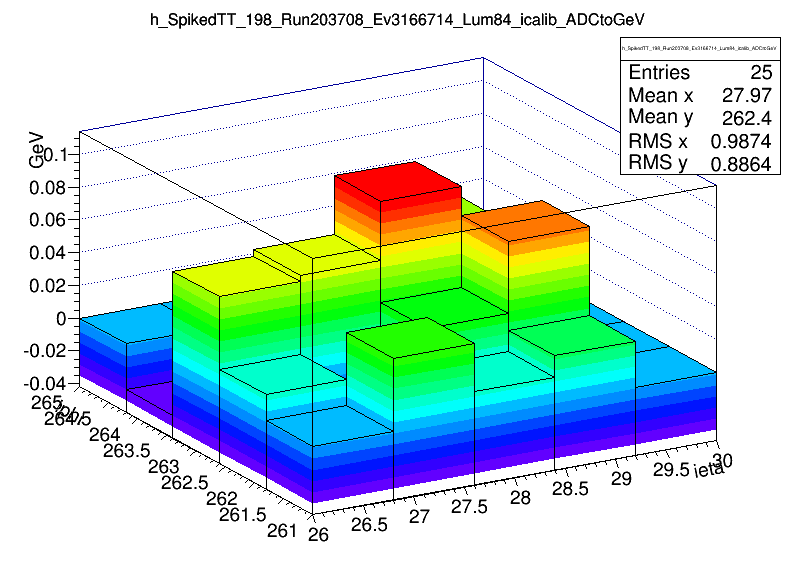 h_SpikedTT_198_Run203708_Ev3166714_Lum84_icalib_ADCtoGeV
h_SpikedTT_198_Run203708_Ev3166714_Lum84_icalib_ADCtoGeV
Entries 25
Mean x 27.97
Mean y 262.4
RMS x 0.9874
RMS y 0.8864
GeV
0.1
0.08
0.06
0.04
0.02
0
-0.02
-0.04
265
264.5
264
263.5
263
262.5
262
261.5
261
26
26.5
27
27.5
28
28.5
29
29.5
30
ieta